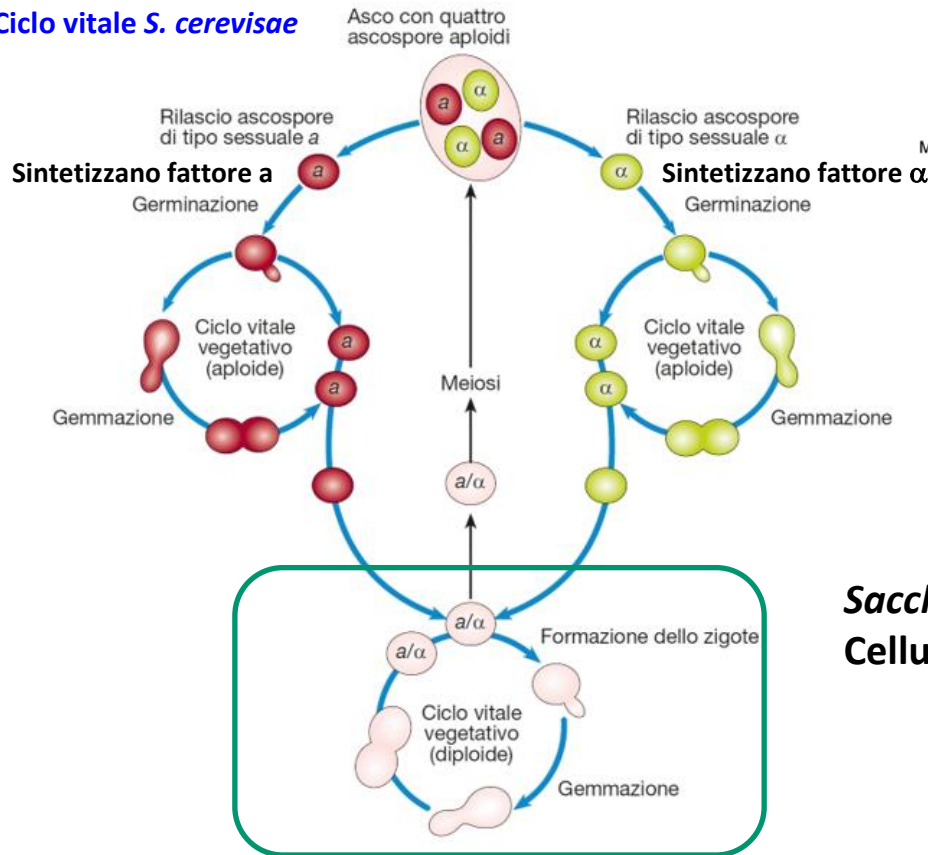 Ciclo vitale S. cerevisae
Asco con quattro
ascospore aploidi
a
α
α
a
Rilascio ascospore
di tipo sessuale a
Rilascio ascospore
di tipo sessuale α
M
Sintetizzano fattore a
a
α
Sintetizzano fattore α
Germinazione
Germinazione
Ciclo vitale
vegetativo
(aploide)
a
a
Gemmazione
Meiosi
a/α
α
α
Ciclo vitale
vegetativo
(aploide)
Gemmazione
a/α
a/α
Formazione dello zigote
Ciclo vitale
vegetativo
(diploide)
Gemmazione
Sacc
Cellu